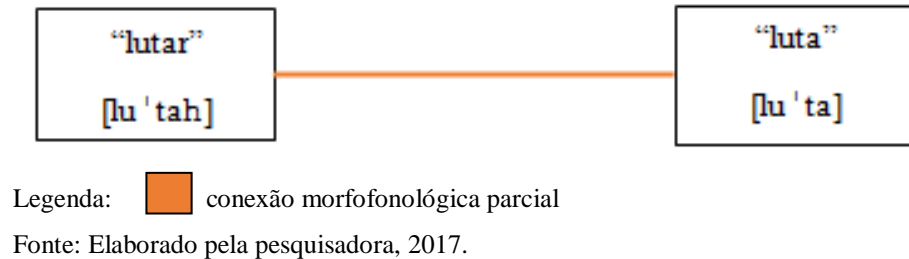 “lutar”
[lu ˈtah]
“luta”
[lu ˈta]
Legenda: conexão morfofonológica parcial
Fonte: Elaborado pela pesquisadora, 2017.